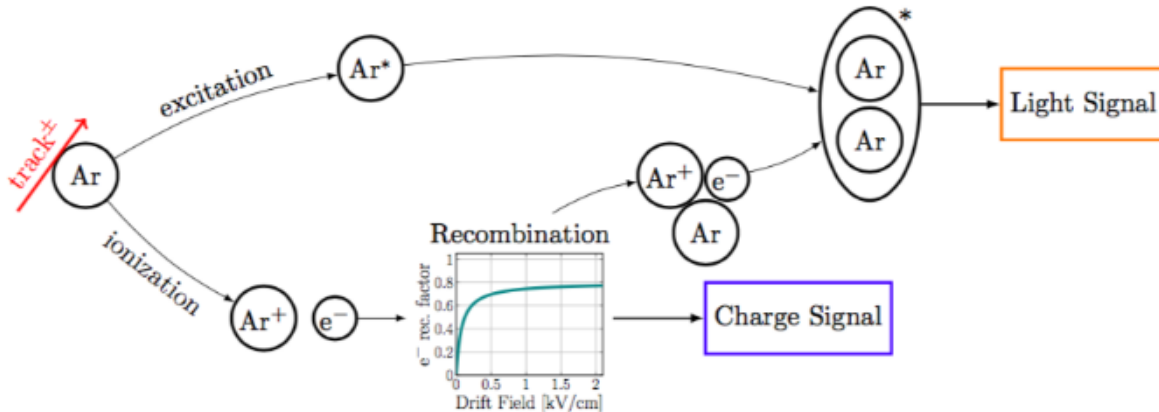 track±
Ar
excitation
Ar*
*
Ar
Ar
Light Signal
ionization
Ar+
e−
Recombination
e− rec. factor
1
0.8
0.6
0.4
0.2
0
0
0.5
1
1.5
2
Drift Field [kV/cm]
Ar+
e−
Ar
Charge Signal